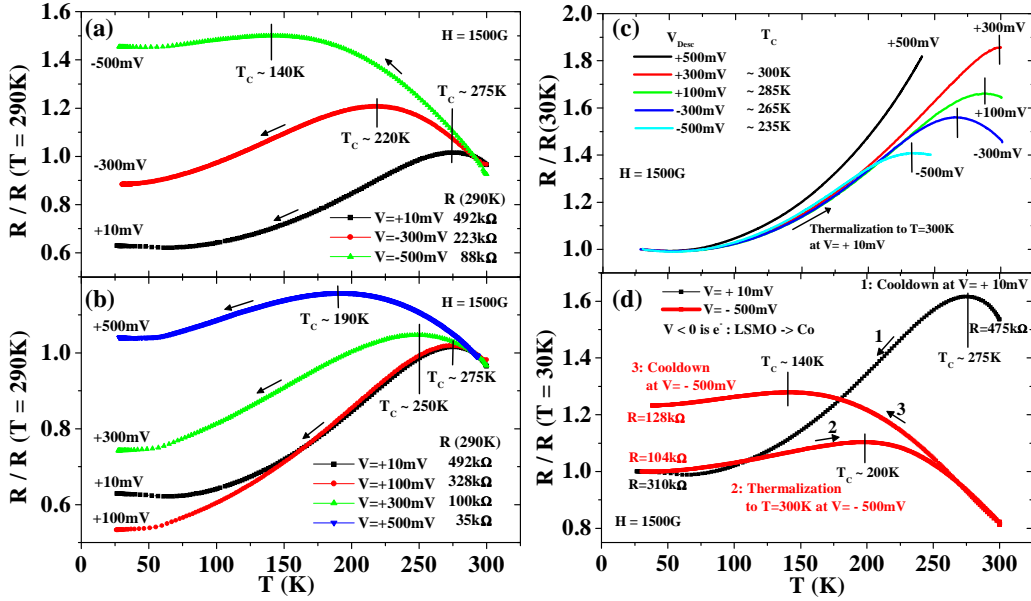 (a)
H = 1500G
-500mV
T_C ~ 140K
T_C ~ 275K
T_C ~ 220K
-300mV
+10mV
R (290K)
V=+10mV 492kΩ
V=-300mV 223kΩ
V=-500mV 88kΩ
1.6
1.4
1.2
1.0
0.8
0.6
R / R (T = 290K)
(b)
H = 1500G
+500mV
T_C ~ 190K
T_C ~ 275K
T_C ~ 250K
+300mV
+10mV
+100mV
R (290K)
V=+10mV 492kΩ
V=+100mV 328kΩ
V=+300mV 100kΩ
V=+500mV 35kΩ
1.0
0.8
0.6
R / R (T = 290K)
0 50 100 150 200 250 300
T (K)
(c)
V_Desc T_C
+500mV
+300mV ~ 300K
+100mV ~ 285K
-300mV ~ 265K
-500mV ~ 235K
+500mV
+300mV
+100mV
-300mV
-500mV
H = 1500G
Thermalization to T=300K
at V= + 10mV
2.0
1.8
1.6
1.4
1.2
1.0
R / R(30K)
(d)
V= + 10mV
V= - 500mV
V < 0 is e⁻ : LSMO -> Co
1: Cooldown at V= + 10mV
1
R=475kΩ
T_C ~ 275K
T_C ~ 140K
3: Cooldown
at V= - 500mV
R=128kΩ
2
3
R=104kΩ
R=310kΩ
T_C ~ 200K
2: Thermalization
to T=300K at V= - 500mV
H = 1500G
1.6
1.4
1.2
1.0
0.8
R / R (T = 30K)
0 50 100 150 200 250 300
T (K)